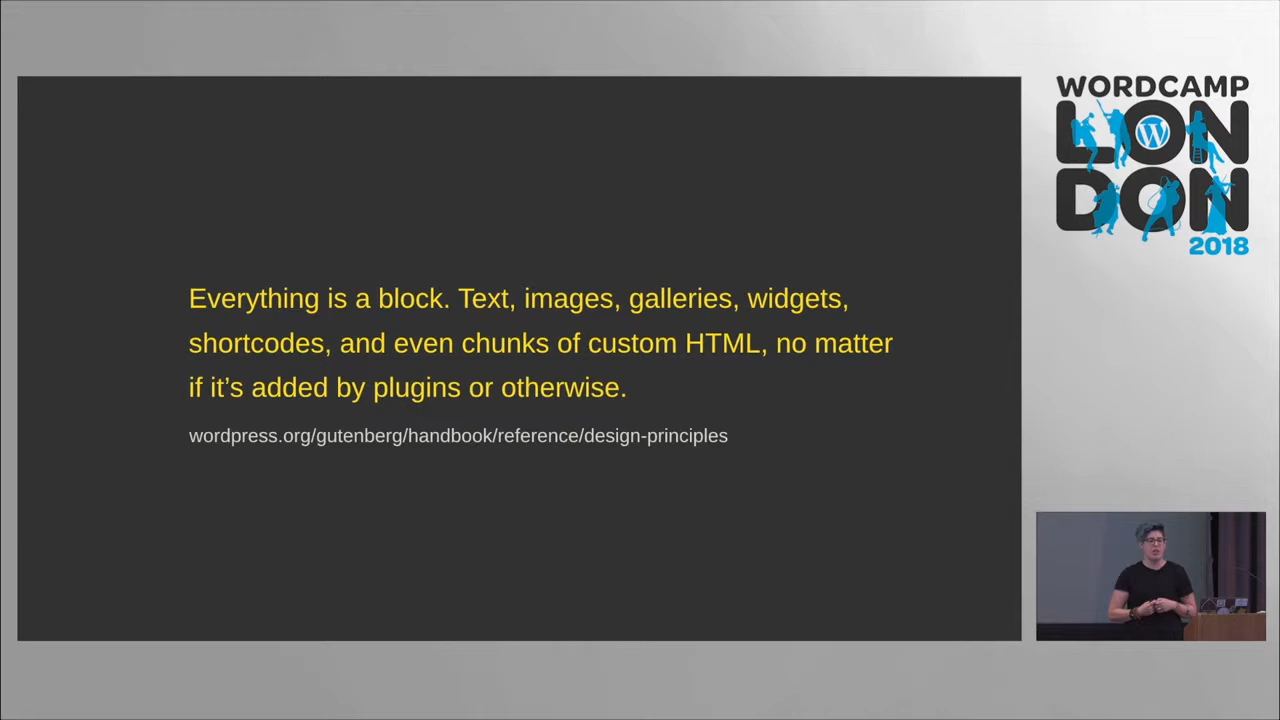 Everything is a block. Text, images, galleries, widgets,
shortcodes, and even chunks of custom HTML, no matter
if it’s added by plugins or otherwise.
wordpress.org/gutenberg/handbook/reference/design-principles
WORDCAMP
LON
DON
2018